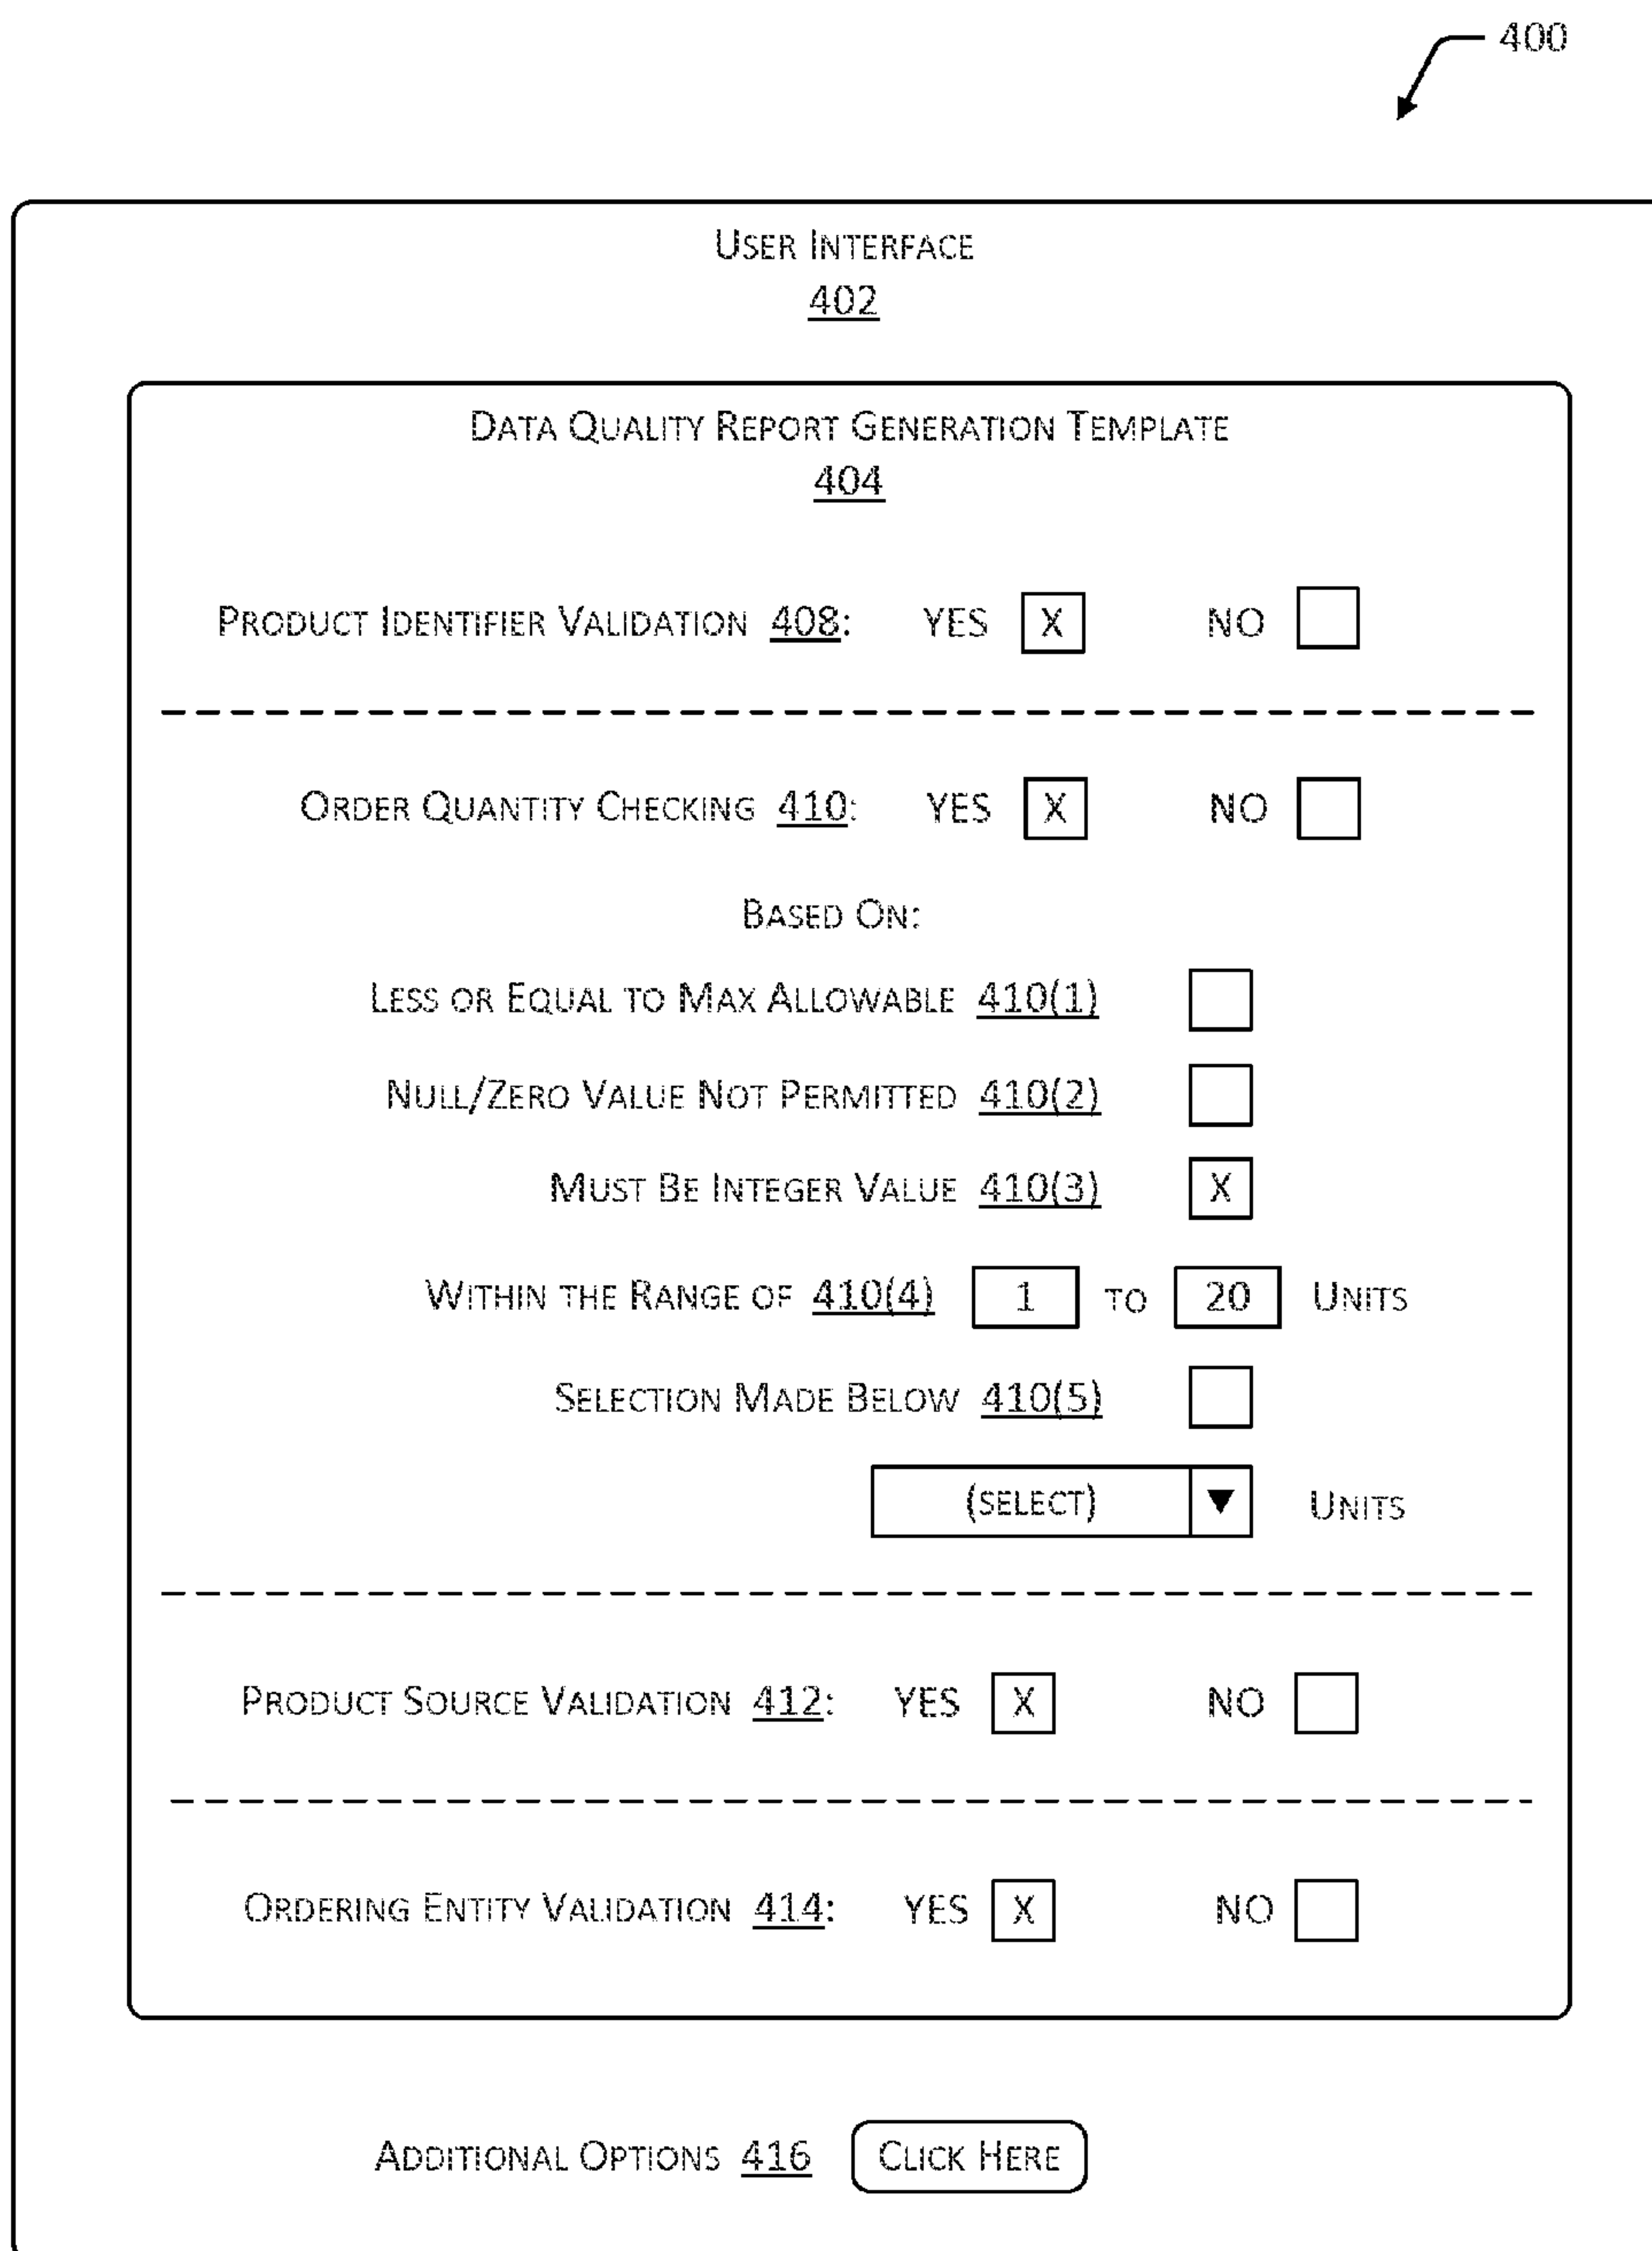 400
USER INTERFACE
402
DATA QUALITY REPORT GENERATION TEMPLATE
404
PRODUCT IDENTIFIER VALIDATION 408: YES X NO
ORDER QUANTITY CHECKING 410: YES X NO
BASED ON:
LESS OR EQUAL TO MAX ALLOWABLE 410(1)
NULL/ZERO VALUE NOT PERMITTED 410(2)
MUST BE INTEGER VALUE 410(3) X
WITHIN THE RANGE OF 410(4) 1 TO 20 UNITS
SELECTION MADE BELOW 410(5)
(SELECT) ▼ UNITS
PRODUCT SOURCE VALIDATION 412: YES X NO
ORDERING ENTITY VALIDATION 414: YES X NO
ADDITIONAL OPTIONS 416 CLICK HERE